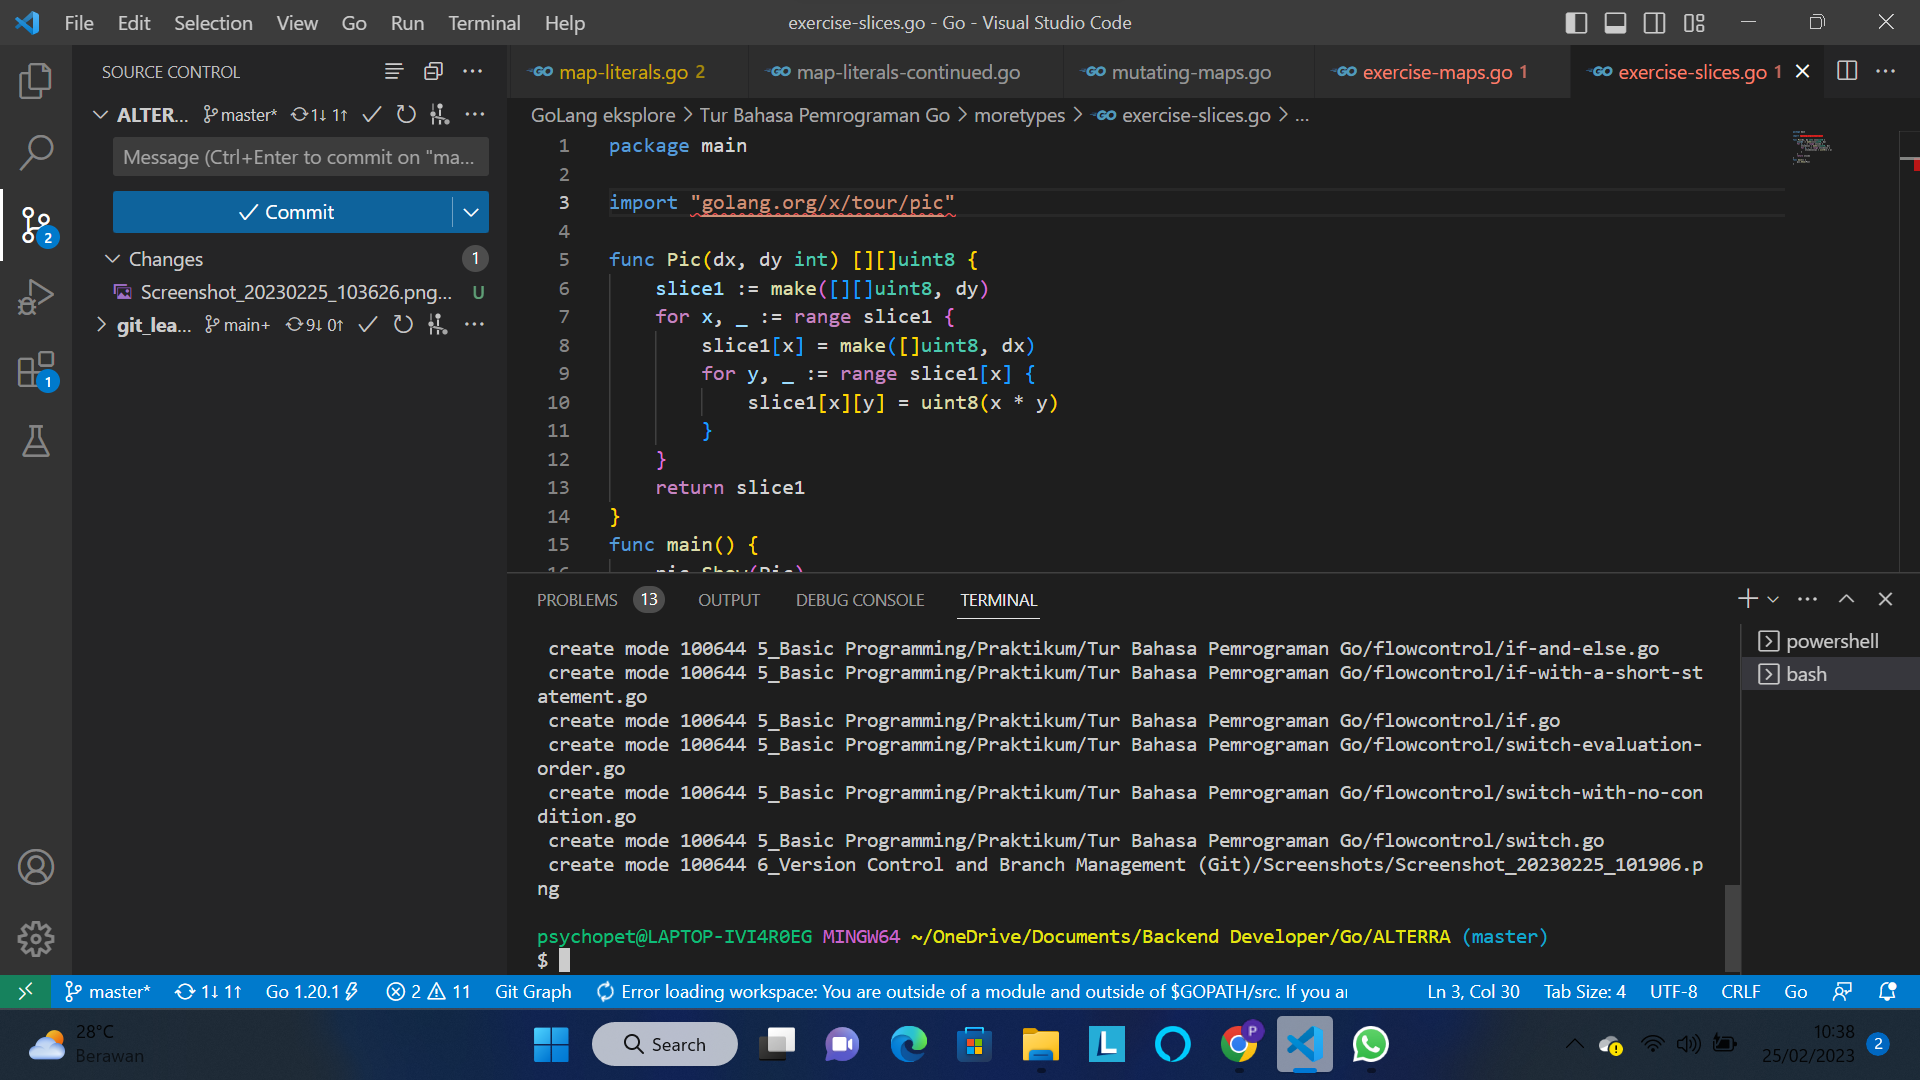 File Edit Selection View Go Run Terminal Help
exercise-slices.go - Go - Visual Studio Code
SOURCE CONTROL
ALTER... master* 1↓ 1↑
Message (Ctrl+Enter to commit on "ma...
Commit
Changes 1
Screenshot_20230225_103626.png... U
git_lea... main+ 9↓ 0↑
2
1
map-literals.go 2
map-literals-continued.go
mutating-maps.go
exercise-maps.go 1
exercise-slices.go 1
GoLang eksplore > Tur Bahasa Pemrograman Go > moretypes > exercise-slices.go > ...
1 package main
2
3 import "golang.org/x/tour/pic"
4
5 func Pic(dx, dy int) [][]uint8 {
6 slice1 := make([][]uint8, dy)
7 for x, _ := range slice1 {
8 slice1[x] = make([]uint8, dx)
9 for y, _ := range slice1[x] {
10 slice1[x][y] = uint8(x * y)
11 }
12 }
13 return slice1
14 }
15 func main() {
16 pic.Show(Pic)
PROBLEMS 13 OUTPUT DEBUG CONSOLE TERMINAL
create mode 100644 5_Basic Programming/Praktikum/Tur Bahasa Pemrograman Go/flowcontrol/if-and-else.go
create mode 100644 5_Basic Programming/Praktikum/Tur Bahasa Pemrograman Go/flowcontrol/if-with-a-short-st
atement.go
create mode 100644 5_Basic Programming/Praktikum/Tur Bahasa Pemrograman Go/flowcontrol/if.go
create mode 100644 5_Basic Programming/Praktikum/Tur Bahasa Pemrograman Go/flowcontrol/switch-evaluation-
order.go
create mode 100644 5_Basic Programming/Praktikum/Tur Bahasa Pemrograman Go/flowcontrol/switch-with-no-con
dition.go
create mode 100644 5_Basic Programming/Praktikum/Tur Bahasa Pemrograman Go/flowcontrol/switch.go
create mode 100644 6_Version Control and Branch Management (Git)/Screenshots/Screenshot_20230225_101906.p
ng
psychopet@LAPTOP-IVI4R0EG MINGW64 ~/OneDrive/Documents/Backend Developer/Go/ALTERRA (master)
$
powershell
bash
master* 1↓ 1↑ Go 1.20.1 2 11 Git Graph Error loading workspace: You are outside of a module and outside of $GOPATH/src. If you ar
Ln 3, Col 30 Tab Size: 4 UTF-8 CRLF Go
28°C
Berawan
Search
L
P
10:38
25/02/2023
2